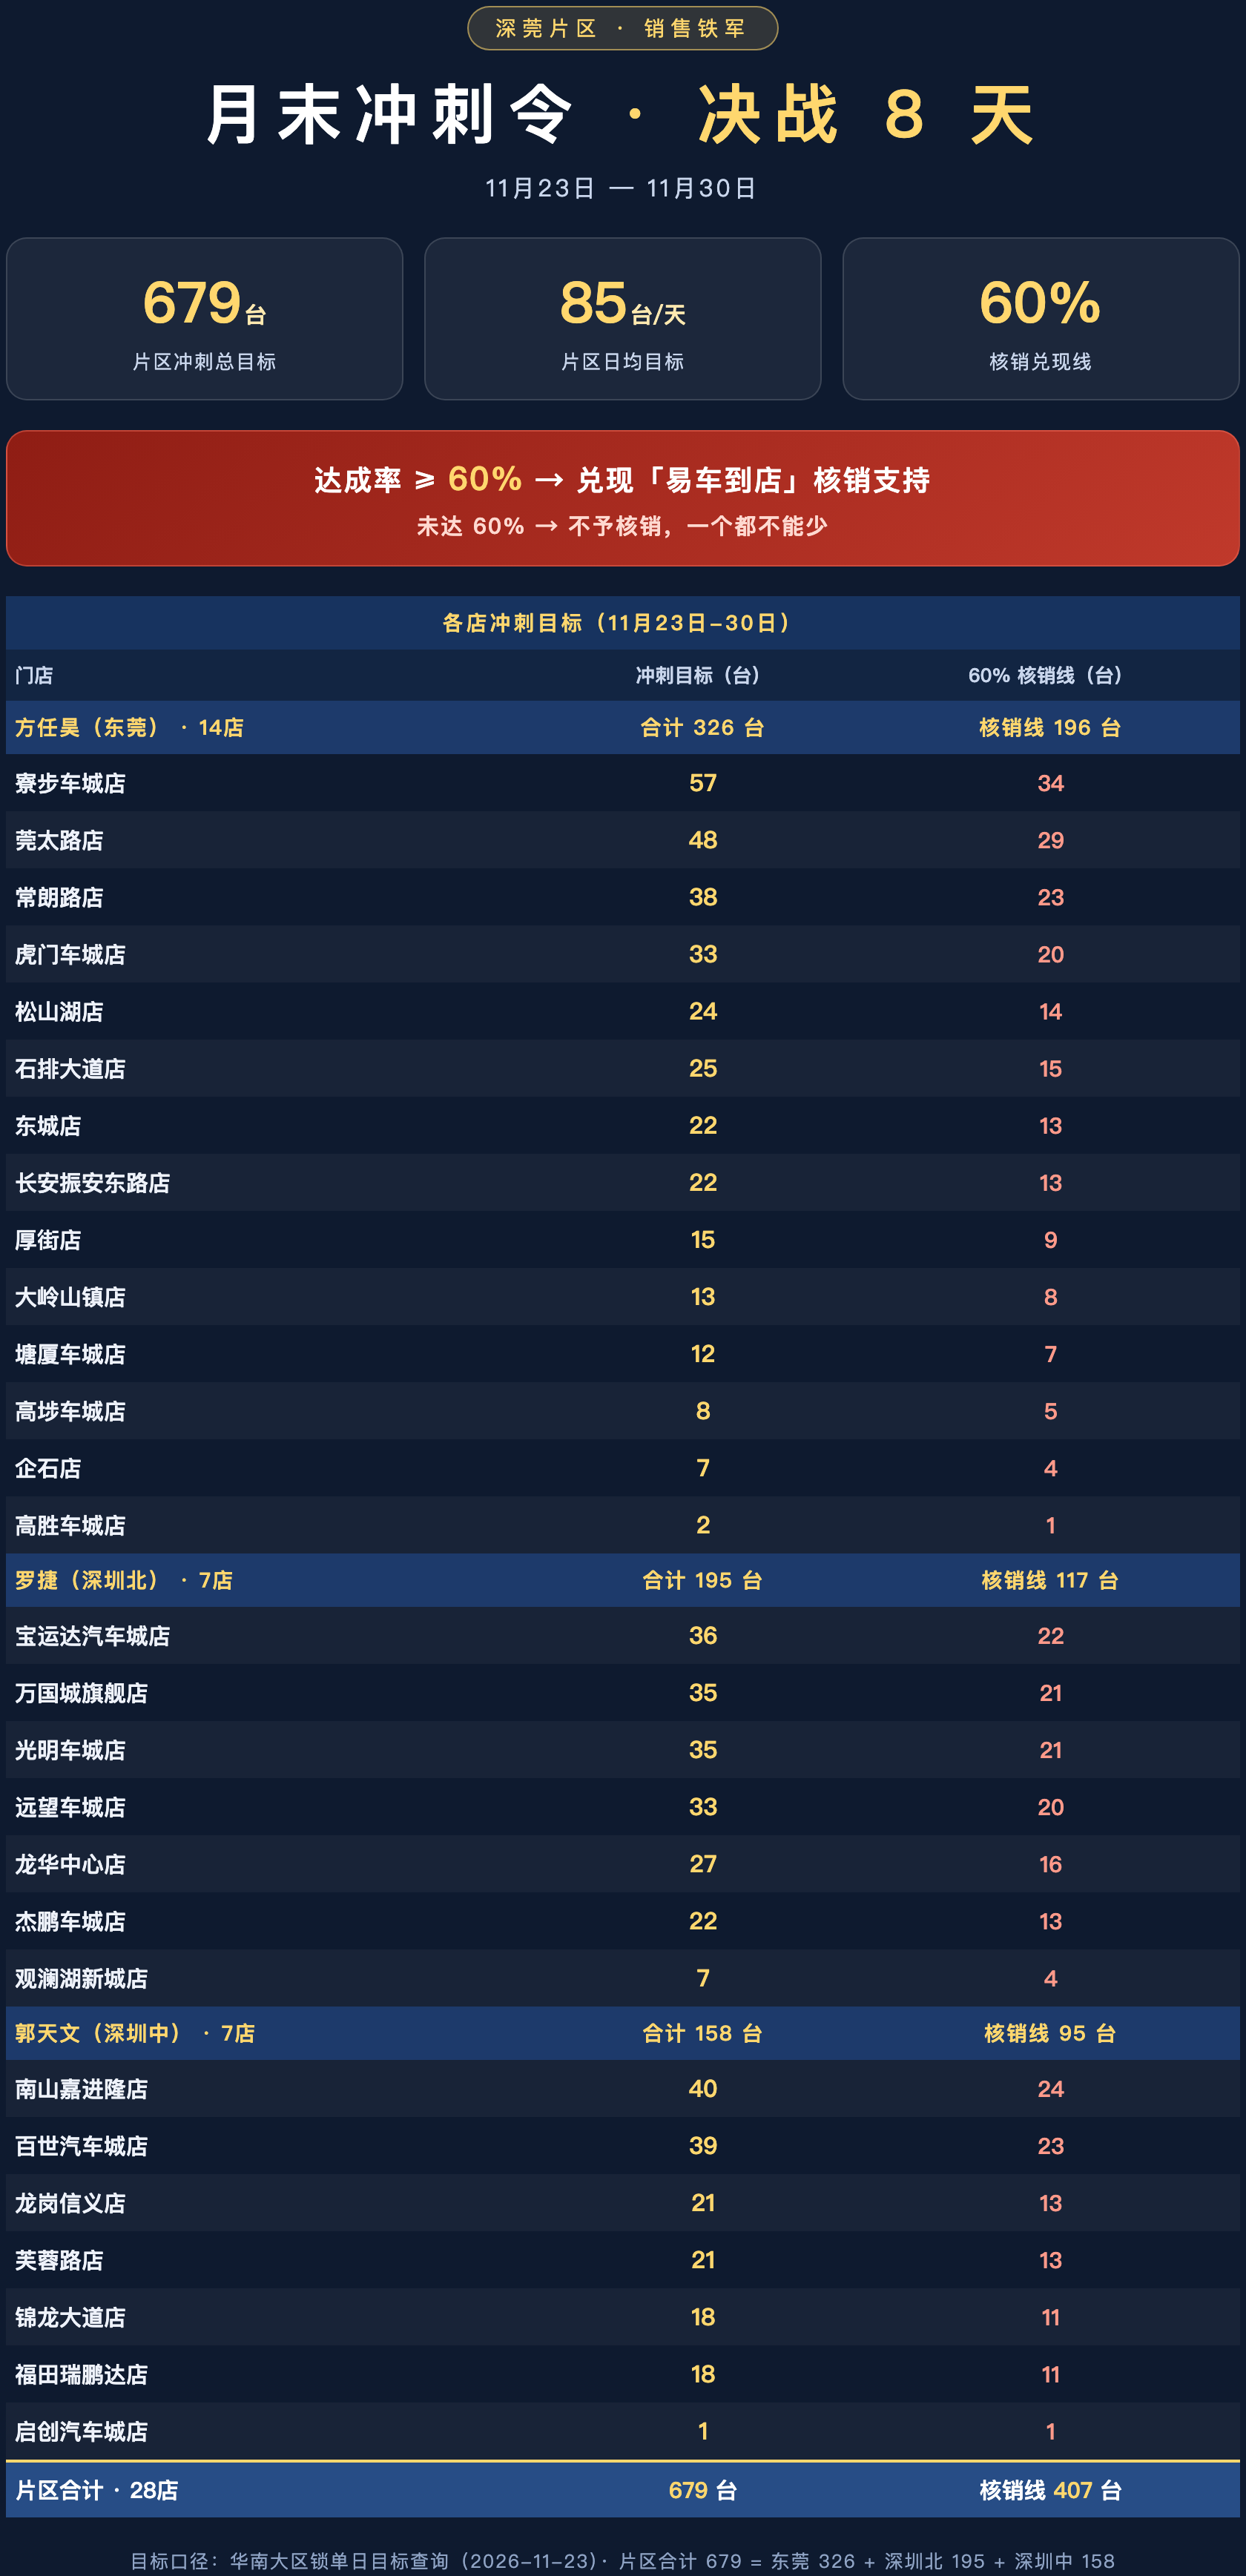 深莞片区 · 销售铁军
月末冲刺令 · 决战 8 天
11月23日 — 11月30日
679台
片区冲刺总目标
85台/天
片区日均目标
60%
核销兑现线
达成率 ≥ 60% → 兑现「易车到店」核销支持
未达 60% → 不予核销，一个都不能少
各店冲刺目标（11月23日–30日）
门店 冲刺目标（台） 60% 核销线（台）
方任昊（东莞） · 14店 合计 326 台 核销线 196 台
寮步车城店 57 34
莞太路店 48 29
常朗路店 38 23
虎门车城店 33 20
松山湖店 24 14
石排大道店 25 15
东城店 22 13
长安振安东路店 22 13
厚街店 15 9
大岭山镇店 13 8
塘厦车城店 12 7
高埗车城店 8 5
企石店 7 4
高胜车城店 2 1
罗捷（深圳北） · 7店 合计 195 台 核销线 117 台
宝运达汽车城店 36 22
万国城旗舰店 35 21
光明车城店 35 21
远望车城店 33 20
龙华中心店 27 16
杰鹏车城店 22 13
观澜湖新城店 7 4
郭天文（深圳中） · 7店 合计 158 台 核销线 95 台
南山嘉进隆店 40 24
百世汽车城店 39 23
龙岗信义店 21 13
芙蓉路店 21 13
锦龙大道店 18 11
福田瑞鹏达店 18 11
启创汽车城店 1 1
片区合计 · 28店 679 台 核销线 407 台
目标口径：华南大区锁单日目标查询（2026–11–23）· 片区合计 679 = 东莞 326 + 深圳北 195 + 深圳中 158